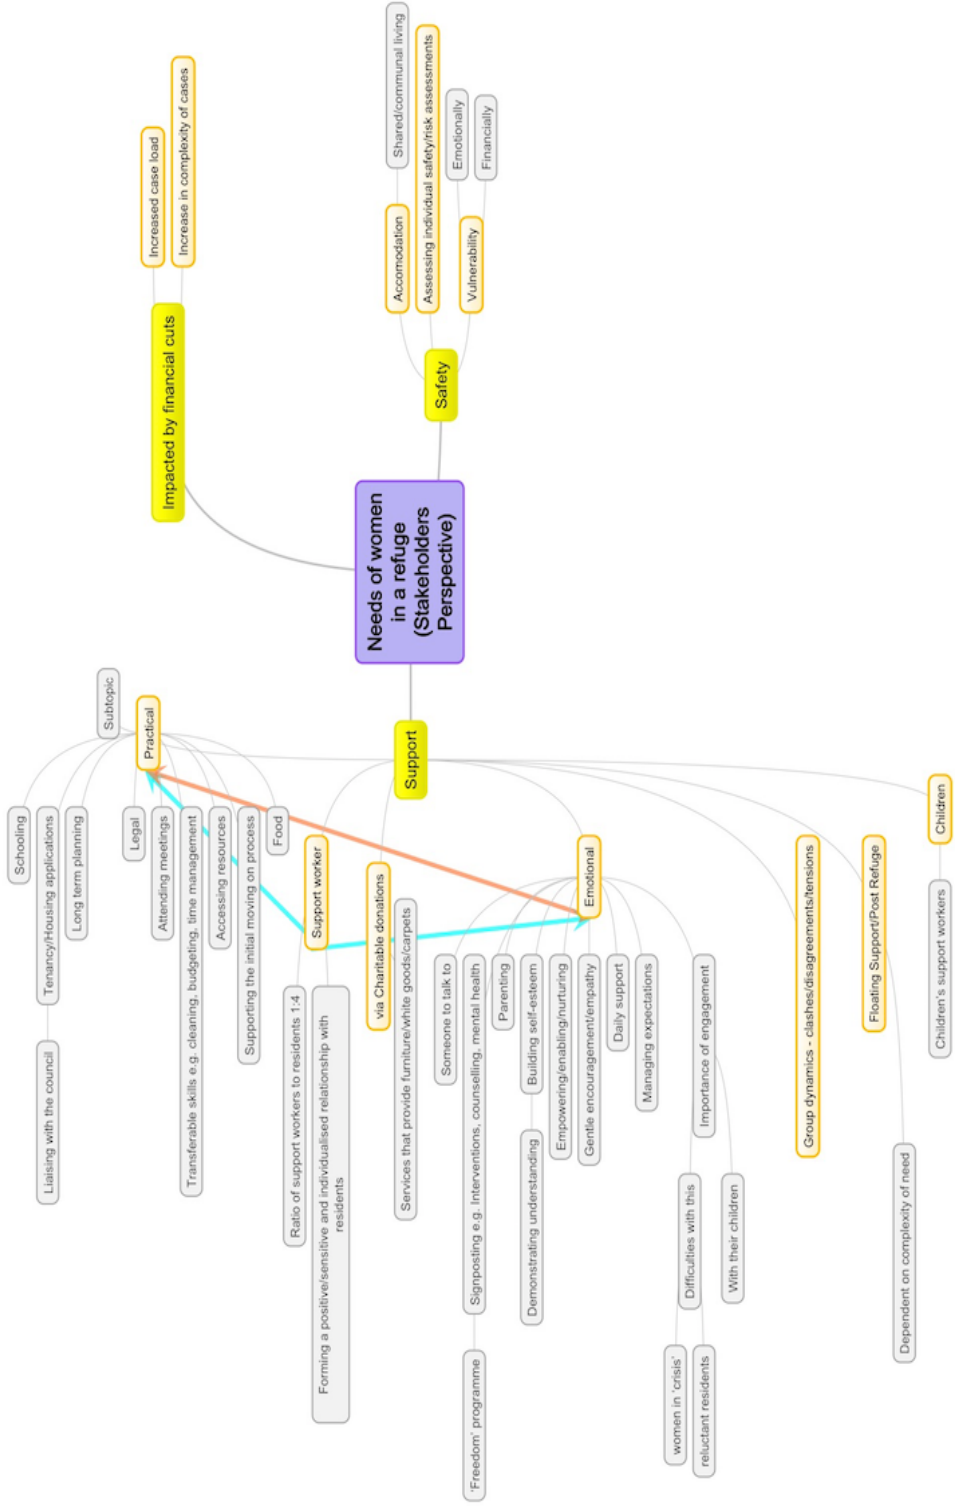 Needs of women
in a refuge
(Stakeholders
Perspective)
Impacted by financial cuts
Increased case load
Increase in complexity of cases
Safety
Accomodation
Shared/communal living
Assessing individual safety/risk assessments
Vulnerability
Emotionally
Financially
Support
Practical
Subtopic
Schooling
Tenancy/Housing applications
Liaising with the council
Long term planning
Legal
Attending meetings
Transferable skills e.g. cleaning, budgeting, time management
Accessing resources
Supporting the initial moving on process
Food
Support worker
Ratio of support workers to residents 1:4
Forming a positive/sensitive and individualised relationship with
residents
via Charitable donations
Services that provide furniture/white goods/carpets
Emotional
Someone to talk to
Signposting e.g. Interventions, counselling, mental health
'Freedom' programme
Parenting
Building self-esteem
Demonstrating understanding
Empowering/enabling/nurturing
Gentle encouragement/empathy
Daily support
Managing expectations
Importance of engagement
Difficulties with this
women in 'crisis'
reluctant residents
With their children
Group dynamics - clashes/disagreements/tensions
Floating Support/Post Refuge
Dependent on complexity of need
Children
Children's support workers